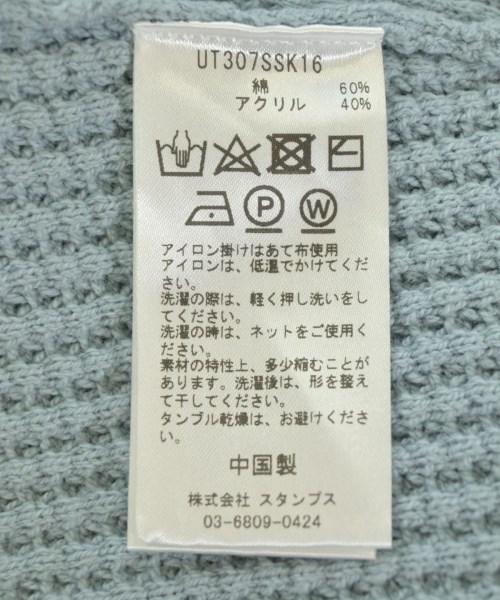 UT307SSK16
綿 60%
アクリル 40%
P W
アイロン掛けはあて布使用
アイロンは、低温でかけてくだ
さい。
洗濯の際は、軽く押し洗いをし
てください。
洗濯の時は、ネットをご使用く
ださい。
素材の特性上、多少縮むことが
あります。洗濯後は、形を整え
て干してください。
タンブル乾燥は、お避けくださ
い。
中国製
株式会社 スタンプス
03-6809-0424